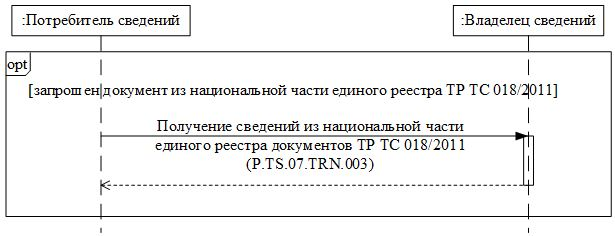 :Потребитель сведений
:Владелец сведений
opt
[запрошен документ из национальной части единого реестра ТР ТС 018/2011]
Получение сведений из национальной части
единого реестра документов ТР ТС 018/2011
(P.TS.07.TRN.003)